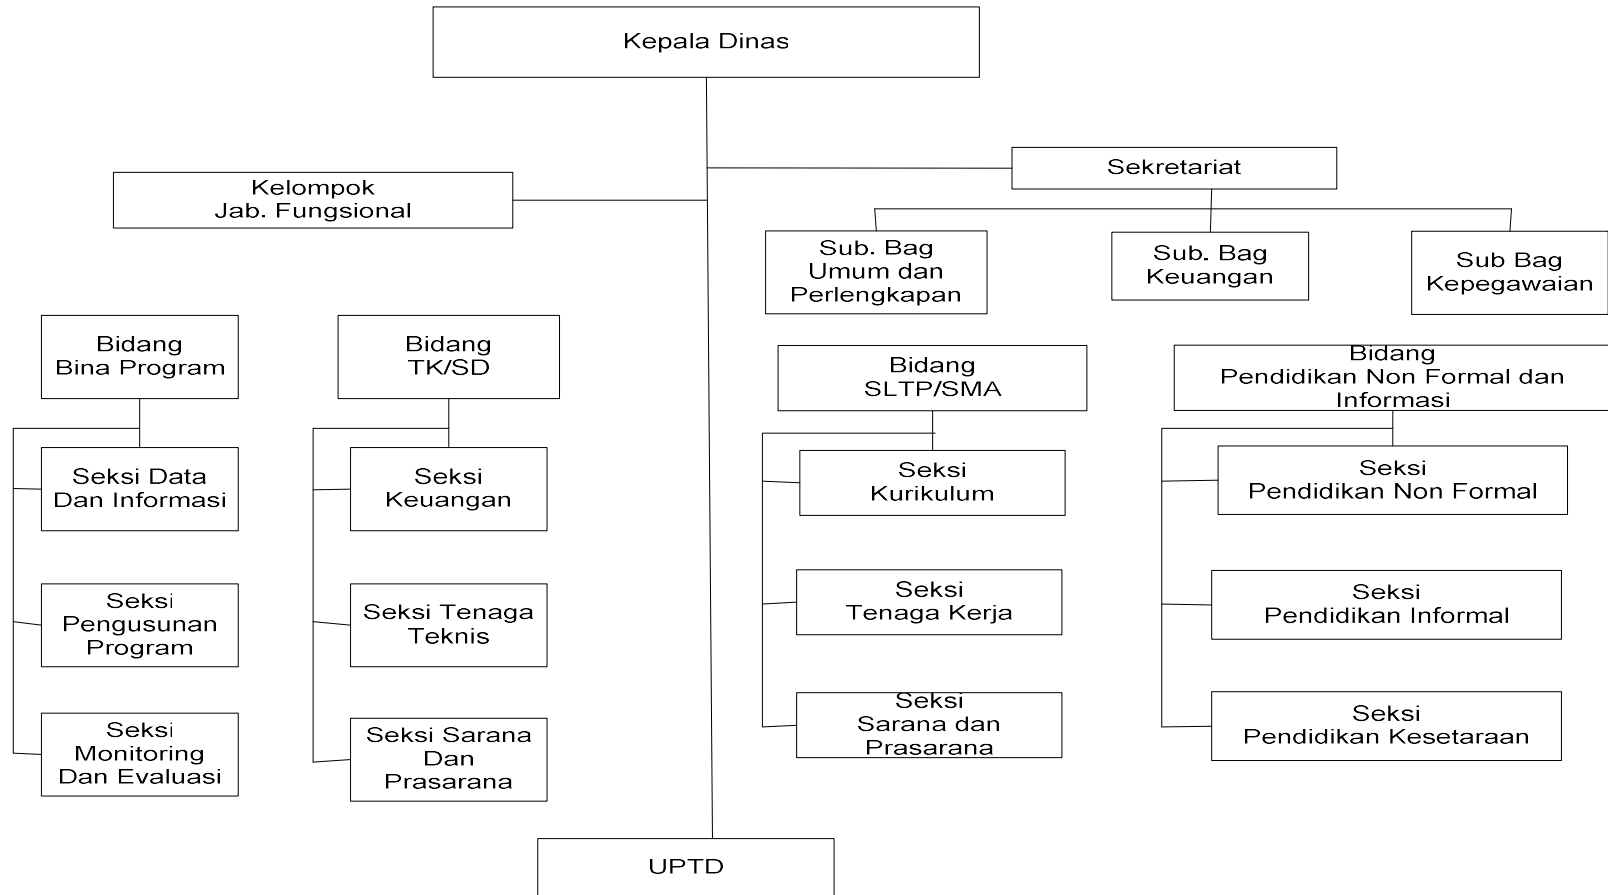 Kepala Dinas
Sekretariat
Kelompok
Jab. Fungsional
Sub. Bag
Umum dan
Perlengkapan
Sub. Bag
Keuangan
Sub Bag
Kepegawaian
Bidang
Bina Program
Bidang
TK/SD
Bidang
SLTP/SMA
Bidang
Pendidikan Non Formal dan
Informasi
Seksi Data
Dan Informasi
Seksi
Keuangan
Seksi
Kurikulum
Seksi
Pendidikan Non Formal
Seksi
Pengusunan
Program
Seksi Tenaga
Teknis
Seksi
Tenaga Kerja
Seksi
Pendidikan Informal
Seksi
Monitoring
Dan Evaluasi
Seksi Sarana
Dan
Prasarana
Seksi
Sarana dan
Prasarana
Seksi
Pendidikan Kesetaraan
UPTD